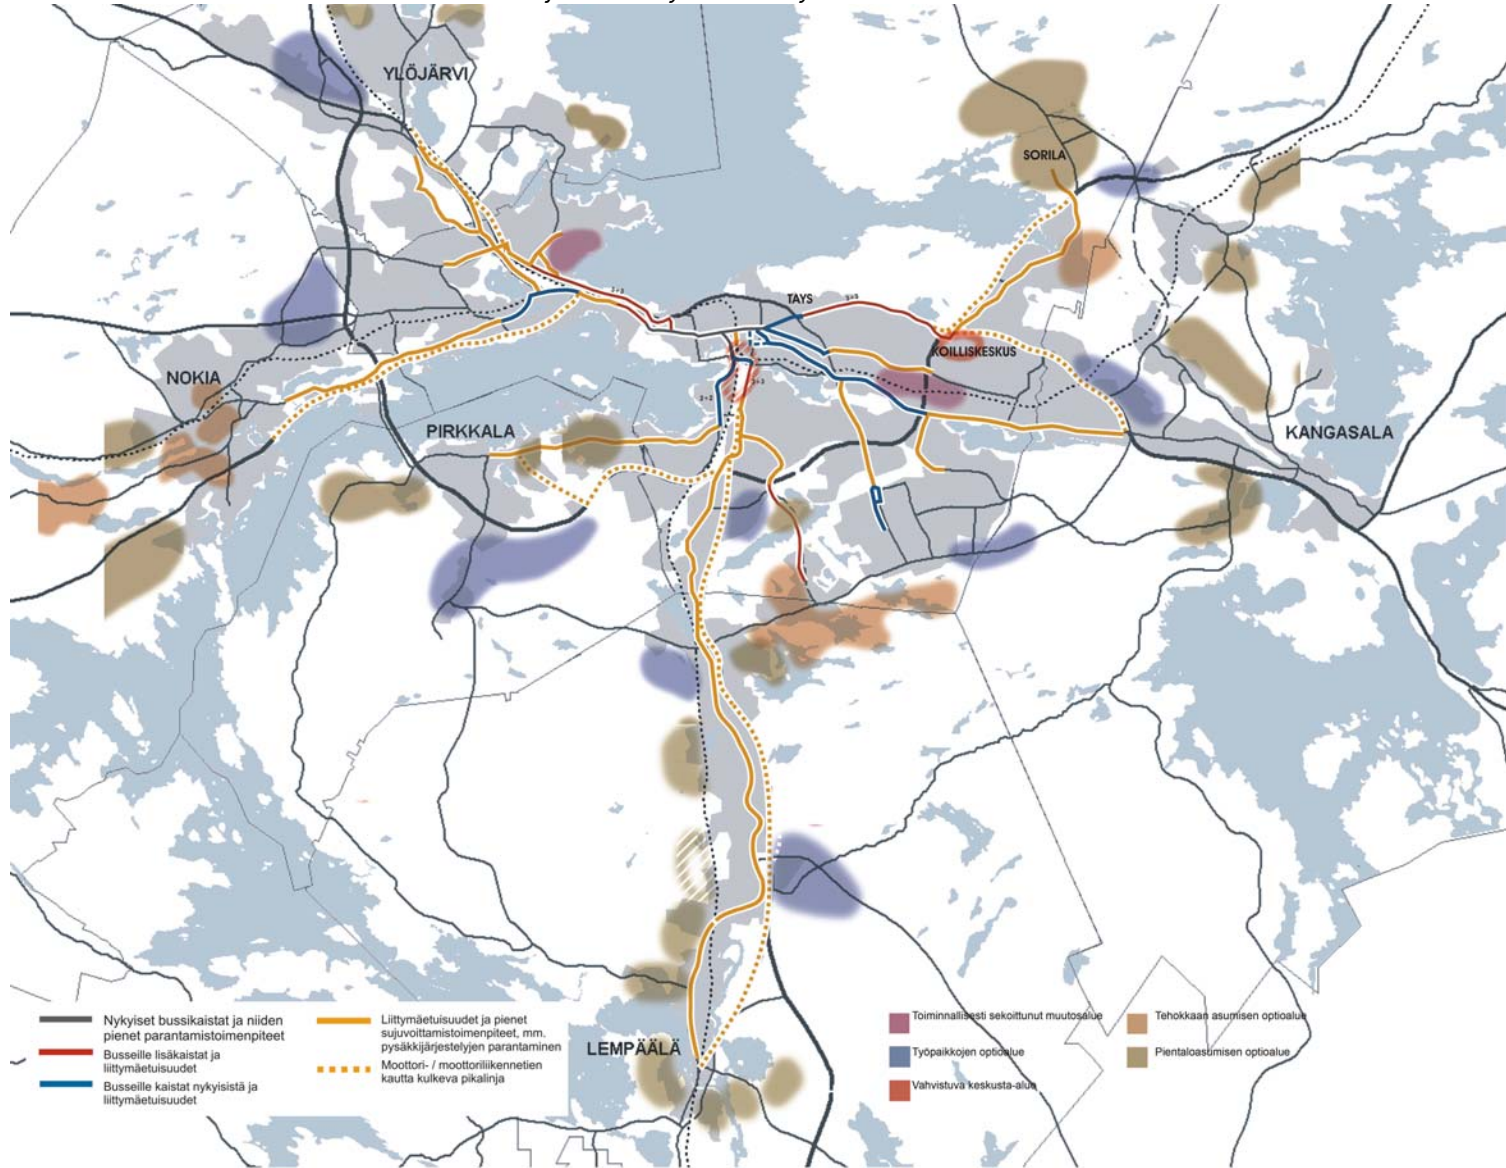 YLÖJÄRVI
SORILA
TAYS
KOILLISKESKUS
NOKIA
PIRKKALA
KANGASALA
2+2
LEMPÄÄLÄ
Nykyiset bussikaistat ja niiden
pienet parantamistoimenpiteet
Busseille lisäkaistat ja
liittymäetuisuudet
Busseille kaistat nykyisistä ja
liittymäetuisuudet
Liittymäetuisuudet ja pienet
sujuvoittamistoimenpiteet, mm.
pysäkkijärjestelyjen parantaminen
Moottori- / moottoriliikennetien
kautta kulkeva pikalinja
Toiminnallisesti sekoittunut muutosalue
Työpaikkojen optioalue
Vahvistuva keskusta-alue
Tehokkaan asumisen optioalue
Pientaloasumisen optioalue